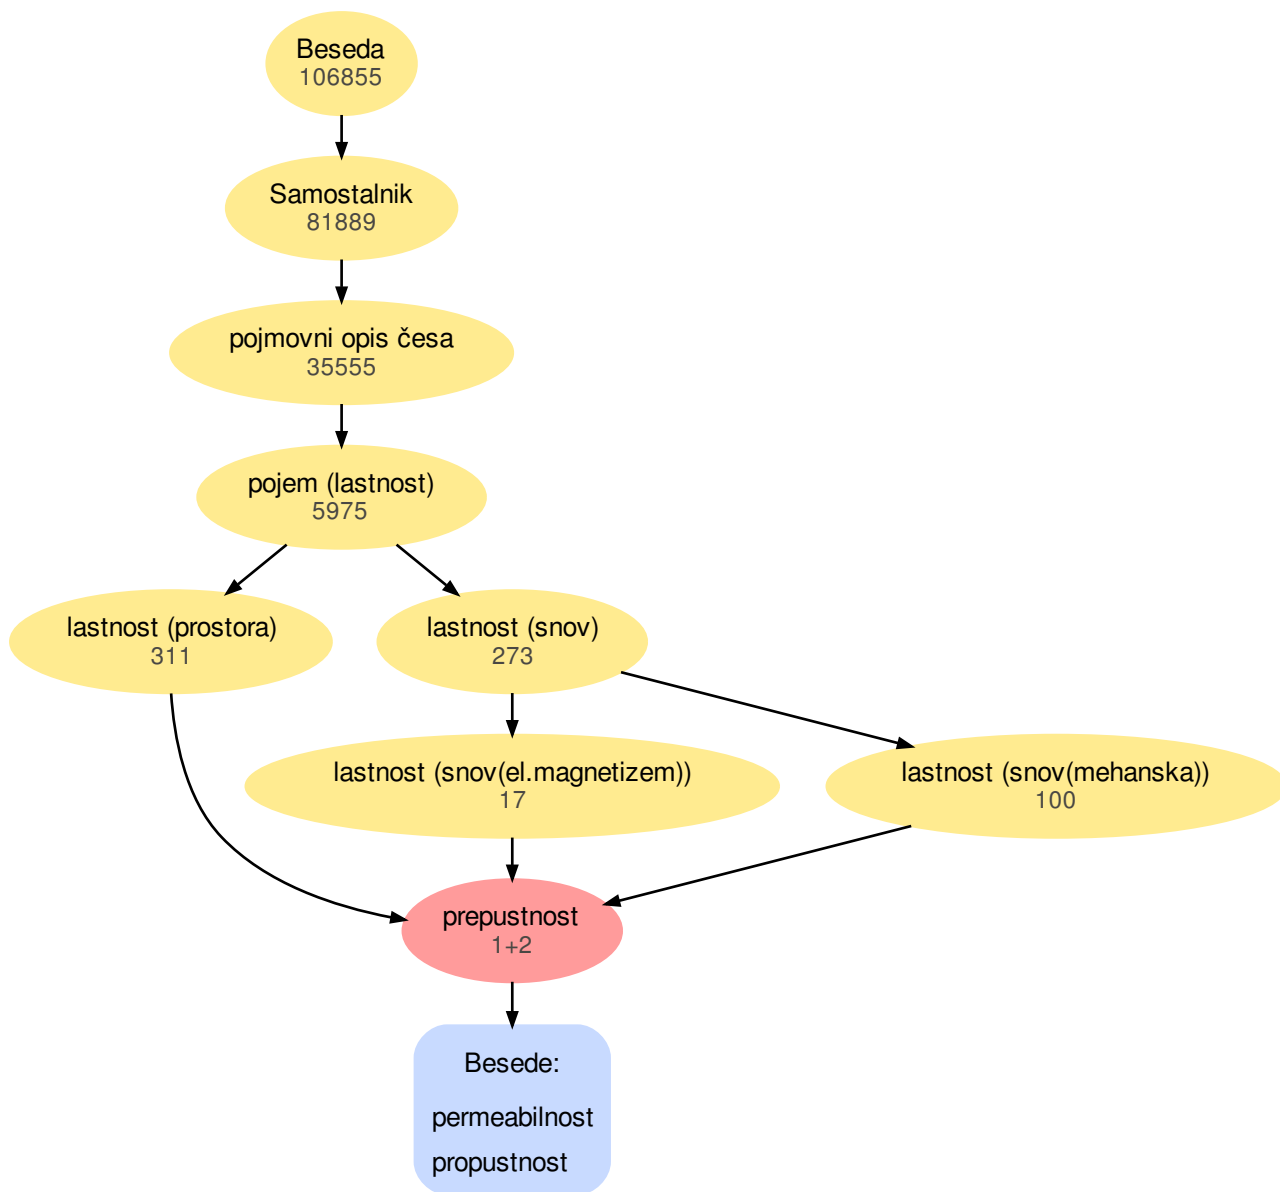 Beseda
106855
Samostalnik
81889
pojmovni opis česa
35555
pojem (lastnost)
5975
lastnost (prostora)
311
lastnost (snov)
273
lastnost (snov(el.magnetizem))
17
lastnost (snov(mehanska))
100
prepustnost
1+2
Besede:
permeabilnost
propustnost